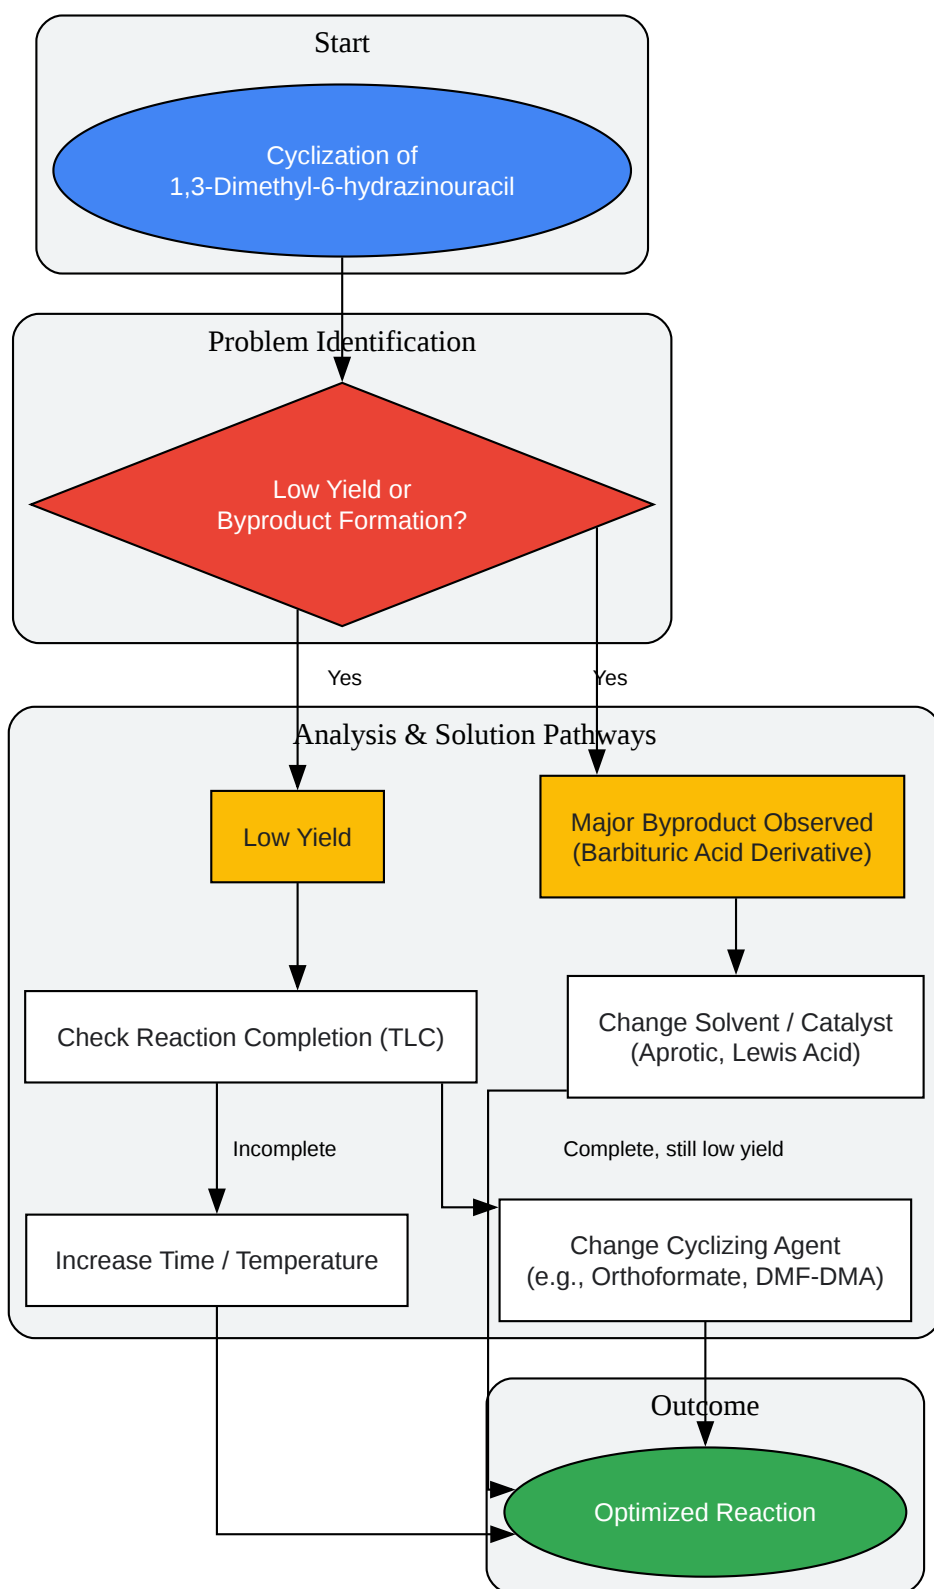 Start
Cyclization of
1,3-Dimethyl-6-hydrazinouracil
Problem Identification
Low Yield or
Byproduct Formation?
Yes
Yes
Analysis & Solution Pathways
Low Yield
Major Byproduct Observed
(Barbituric Acid Derivative)
Check Reaction Completion (TLC)
Change Solvent / Catalyst
(Aprotic, Lewis Acid)
Incomplete
Complete, still low yield
Increase Time / Temperature
Change Cyclizing Agent
(e.g., Orthoformate, DMF-DMA)
Outcome
Optimized Reaction